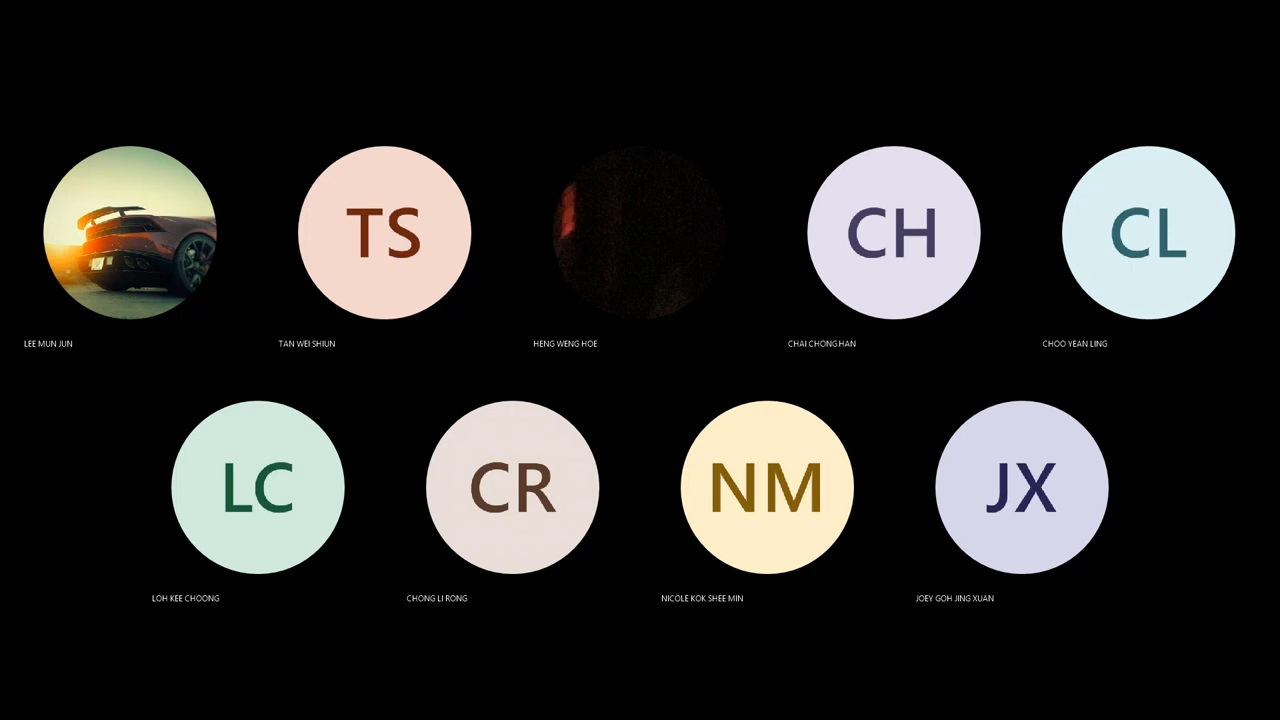 TS
CH
CL
LEE MUN JUN
TAN WEI SHIUN
HENG WENG HOE
CHAI CHONG HAN
CHOO YEAN LING
LC
CR
NM
JX
LOH KEE CHOONG
CHONG LI RONG
NICOLE KOK SHEE MIN
JOEY GOH JING XUAN